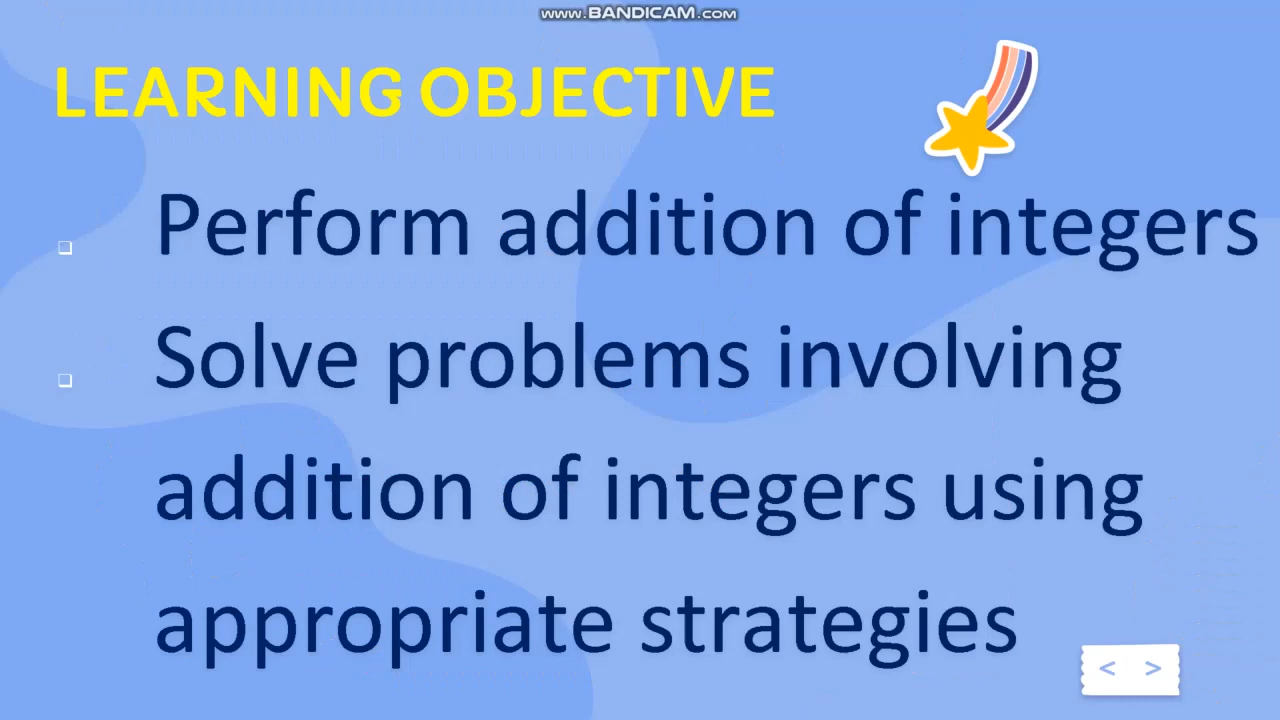 www.BANDICAM.com
LEARNING OBJECTIVE
❑ Perform addition of integers
❑ Solve problems involving
addition of integers using
appropriate strategies
< >